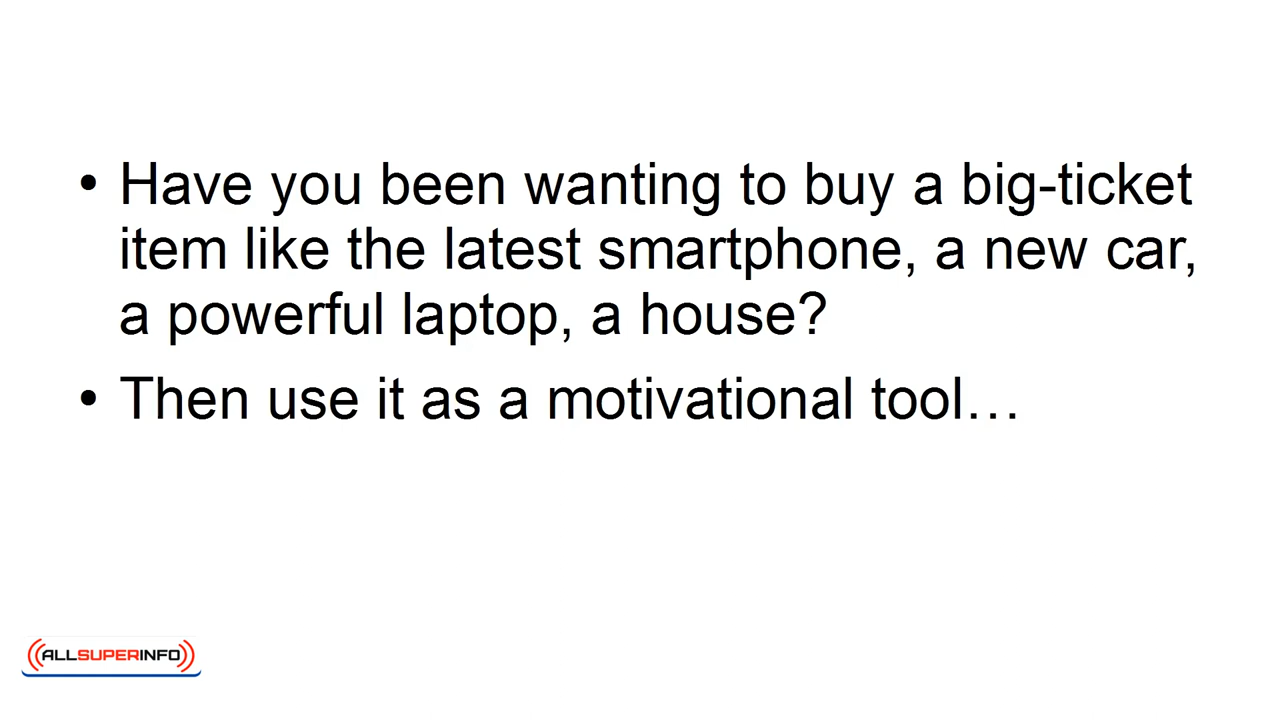 • Have you been wanting to buy a big-ticket
item like the latest smartphone, a new car,
a powerful laptop, a house?
• Then use it as a motivational tool…
ALLSUPERINFO